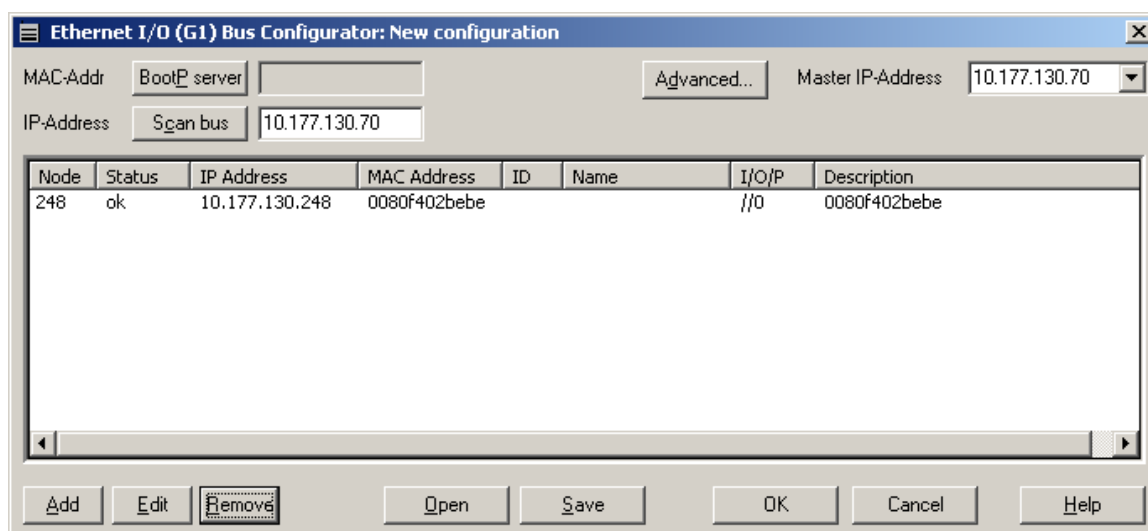 Ethernet I/O (G1) Bus Configurator: New configuration
MAC-Addr BootP server Advanced... Master IP-Address 10.177.130.70
IP-Address Scan bus 10.177.130.70
Node Status IP Address MAC Address ID Name I/O/P Description
248 ok 10.177.130.248 0080f402bebe //0 0080f402bebe
Add Edit Remove Open Save OK Cancel Help